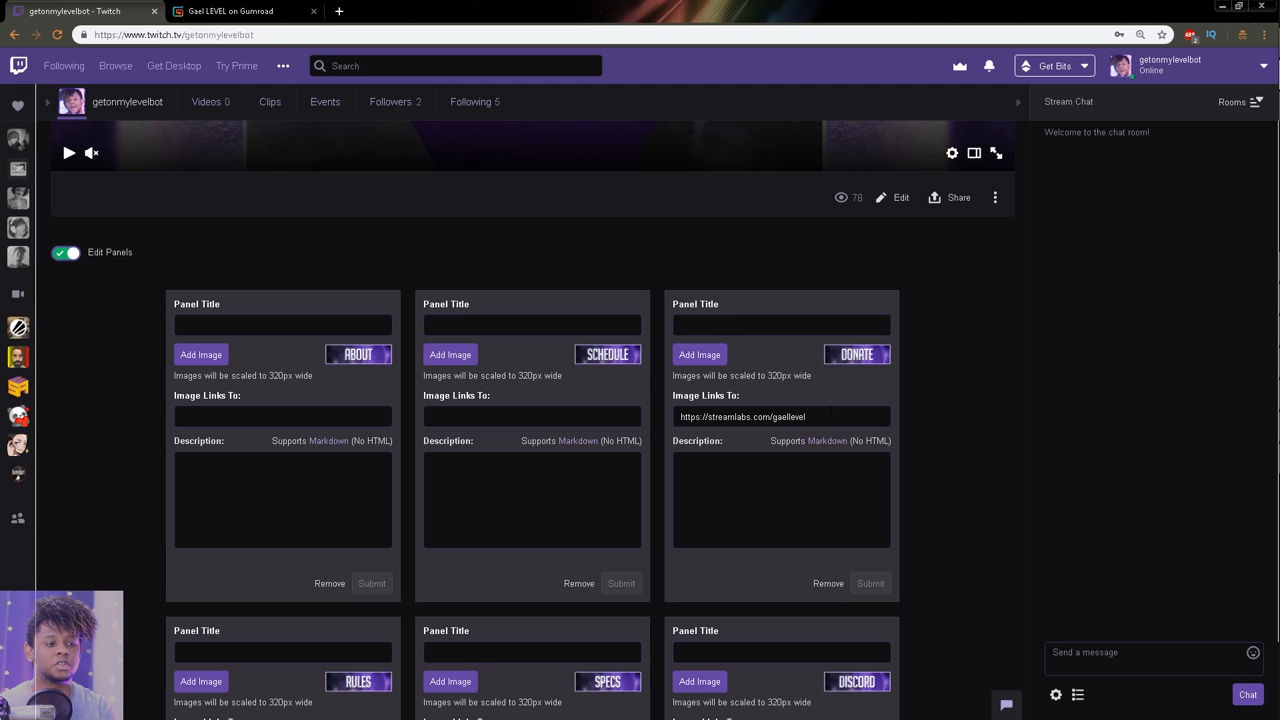 getonmylevelbot - Twitch
Gael LEVEL on Gumroad
https://www.twitch.tv/getonmylevelbot
Following
Browse
Get Desktop
Try Prime
Search
Get Bits
getonmylevelbot
Online
getonmylevelbot
Videos 0
Clips
Events
Followers 2
Following 5
Stream Chat
Rooms
Welcome to the chat room!
78
Edit
Share
Edit Panels
Panel Title
Add Image
ABOUT
Images will be scaled to 320px wide
Image Links To:
Description:
Supports Markdown (No HTML)
Remove
Submit
Panel Title
Add Image
SCHEDULE
Images will be scaled to 320px wide
Image Links To:
Description:
Supports Markdown (No HTML)
Remove
Submit
Panel Title
Add Image
DONATE
Images will be scaled to 320px wide
Image Links To:
https://streamlabs.com/gaellevel
Description:
Supports Markdown (No HTML)
Remove
Submit
Panel Title
Add Image
RULES
Images will be scaled to 320px wide
Panel Title
Add Image
SPECS
Images will be scaled to 320px wide
Panel Title
Add Image
DISCORD
Images will be scaled to 320px wide
Send a message
Chat